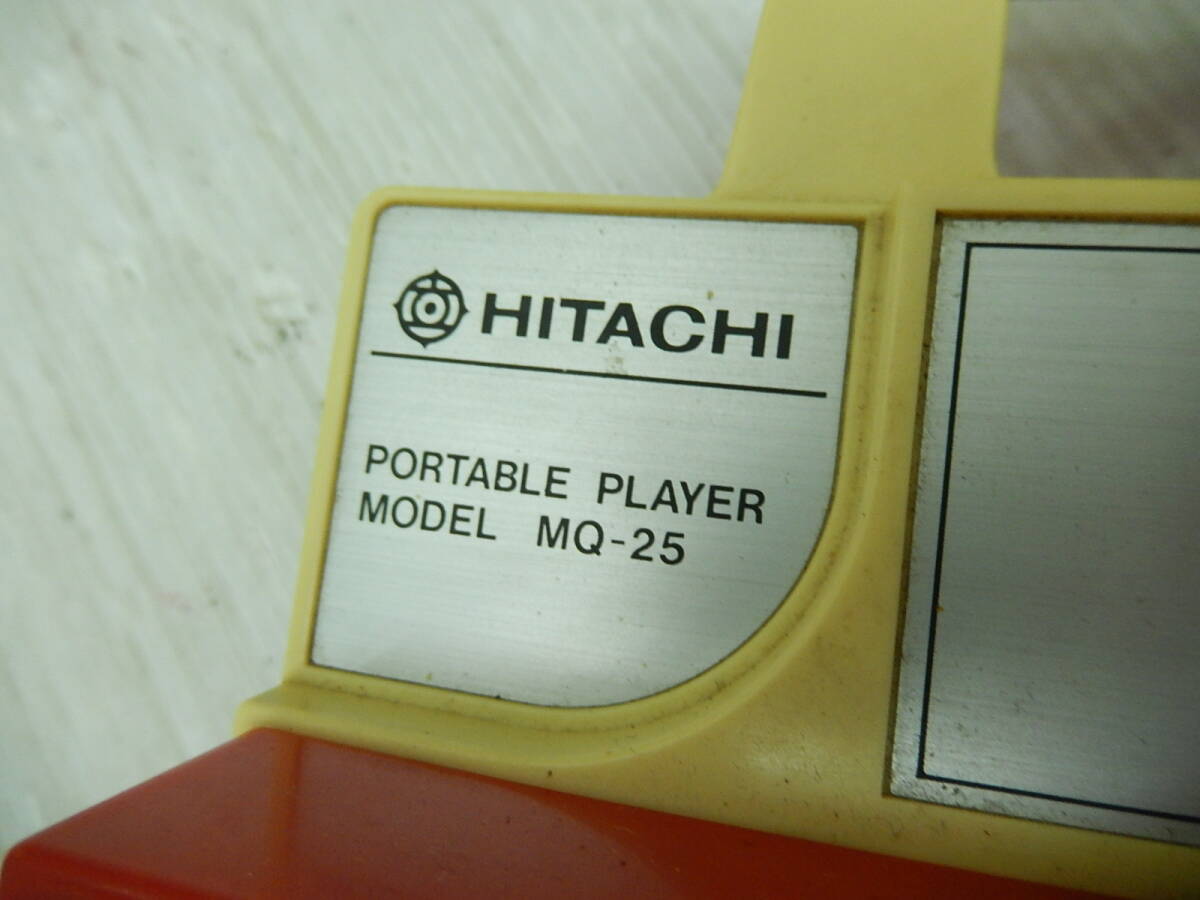 HITACHI
PORTABLE PLAYER
MODEL MQ-25